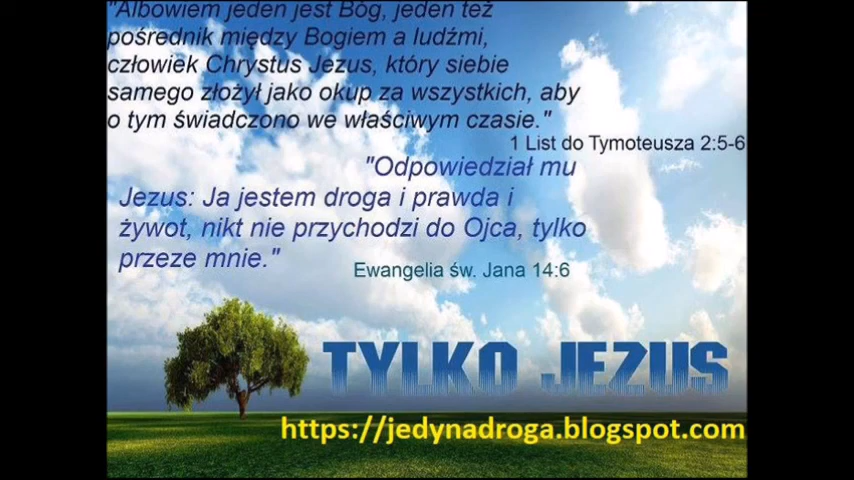 "Albowiem jeden jest Bóg, jeden też
pośrednik między Bogiem a ludźmi,
człowiek Chrystus Jezus, który siebie
samego złożył jako okup za wszystkich, aby
o tym świadczono we właściwym czasie."
1 List do Tymoteusza 2:5-6
"Odpowiedział mu
Jezus: Ja jestem droga i prawda i
żywot, nikt nie przychodzi do Ojca, tylko
przeze mnie."
Ewangelia św. Jana 14:6
TYLKO JEZUS
https://jedynadroga.blogspot.com